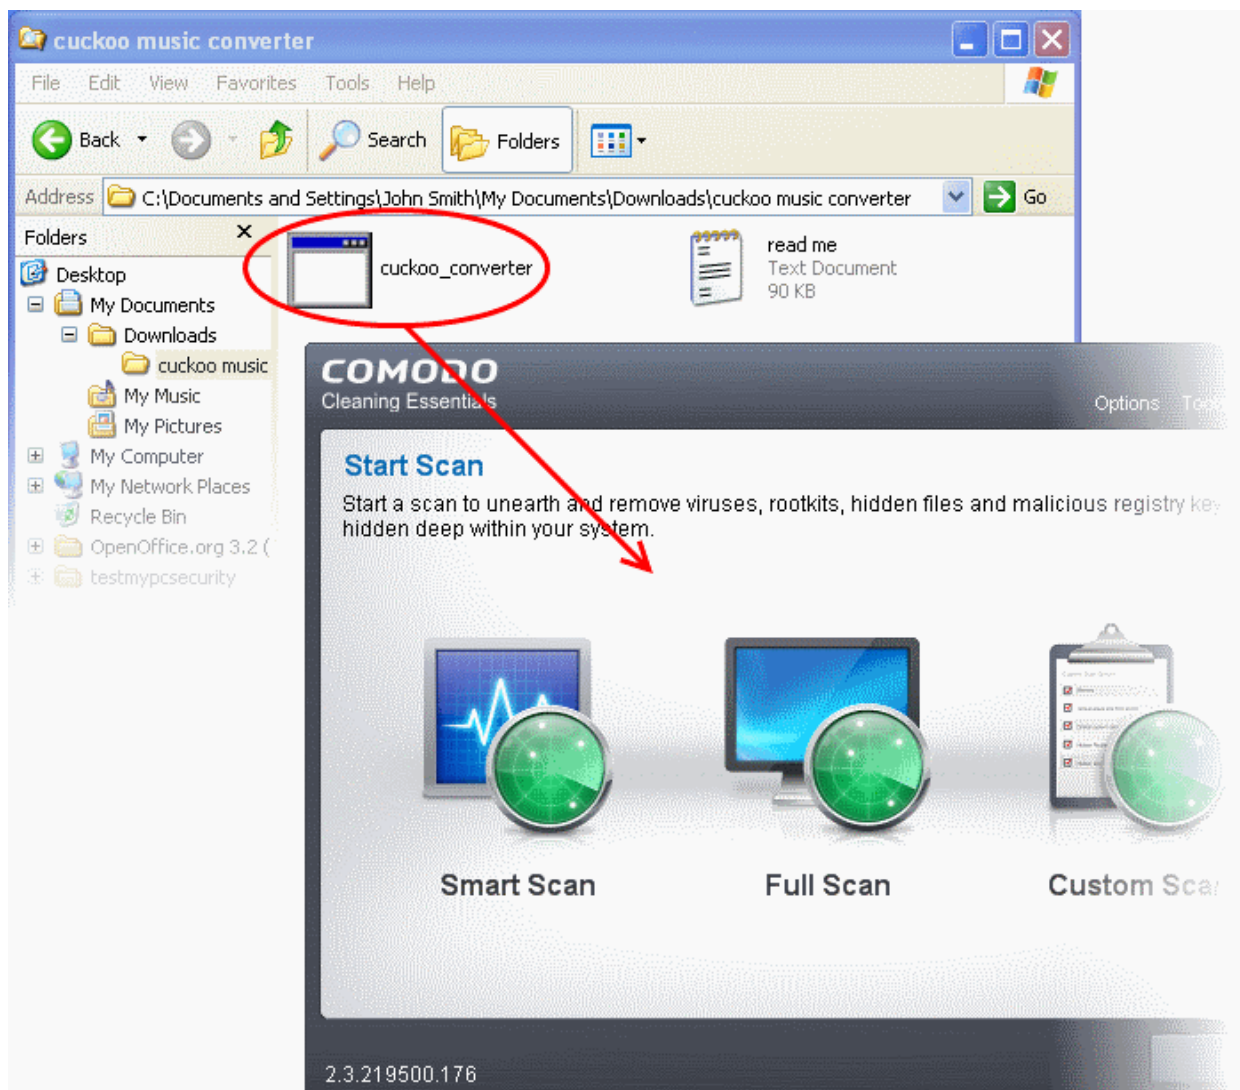 cuckoo music converter
File Edit View Favorites Tools Help
Back Search Folders
Address C:\Documents and Settings\John Smith\My Documents\Downloads\cuckoo music converter Go
Folders
Desktop
My Documents
Downloads
cuckoo music
My Music
My Pictures
My Computer
My Network Places
Recycle Bin
OpenOffice.org 3.2 (
testmypcsecurity
cuckoo_converter
read me
Text Document
90 KB
COMODO
Cleaning Essentials
Options Tools
Start Scan
Start a scan to unearth and remove viruses, rootkits, hidden files and malicious registry key
hidden deep within your system.
Smart Scan
Full Scan
Custom Scan
2.3.219500.176